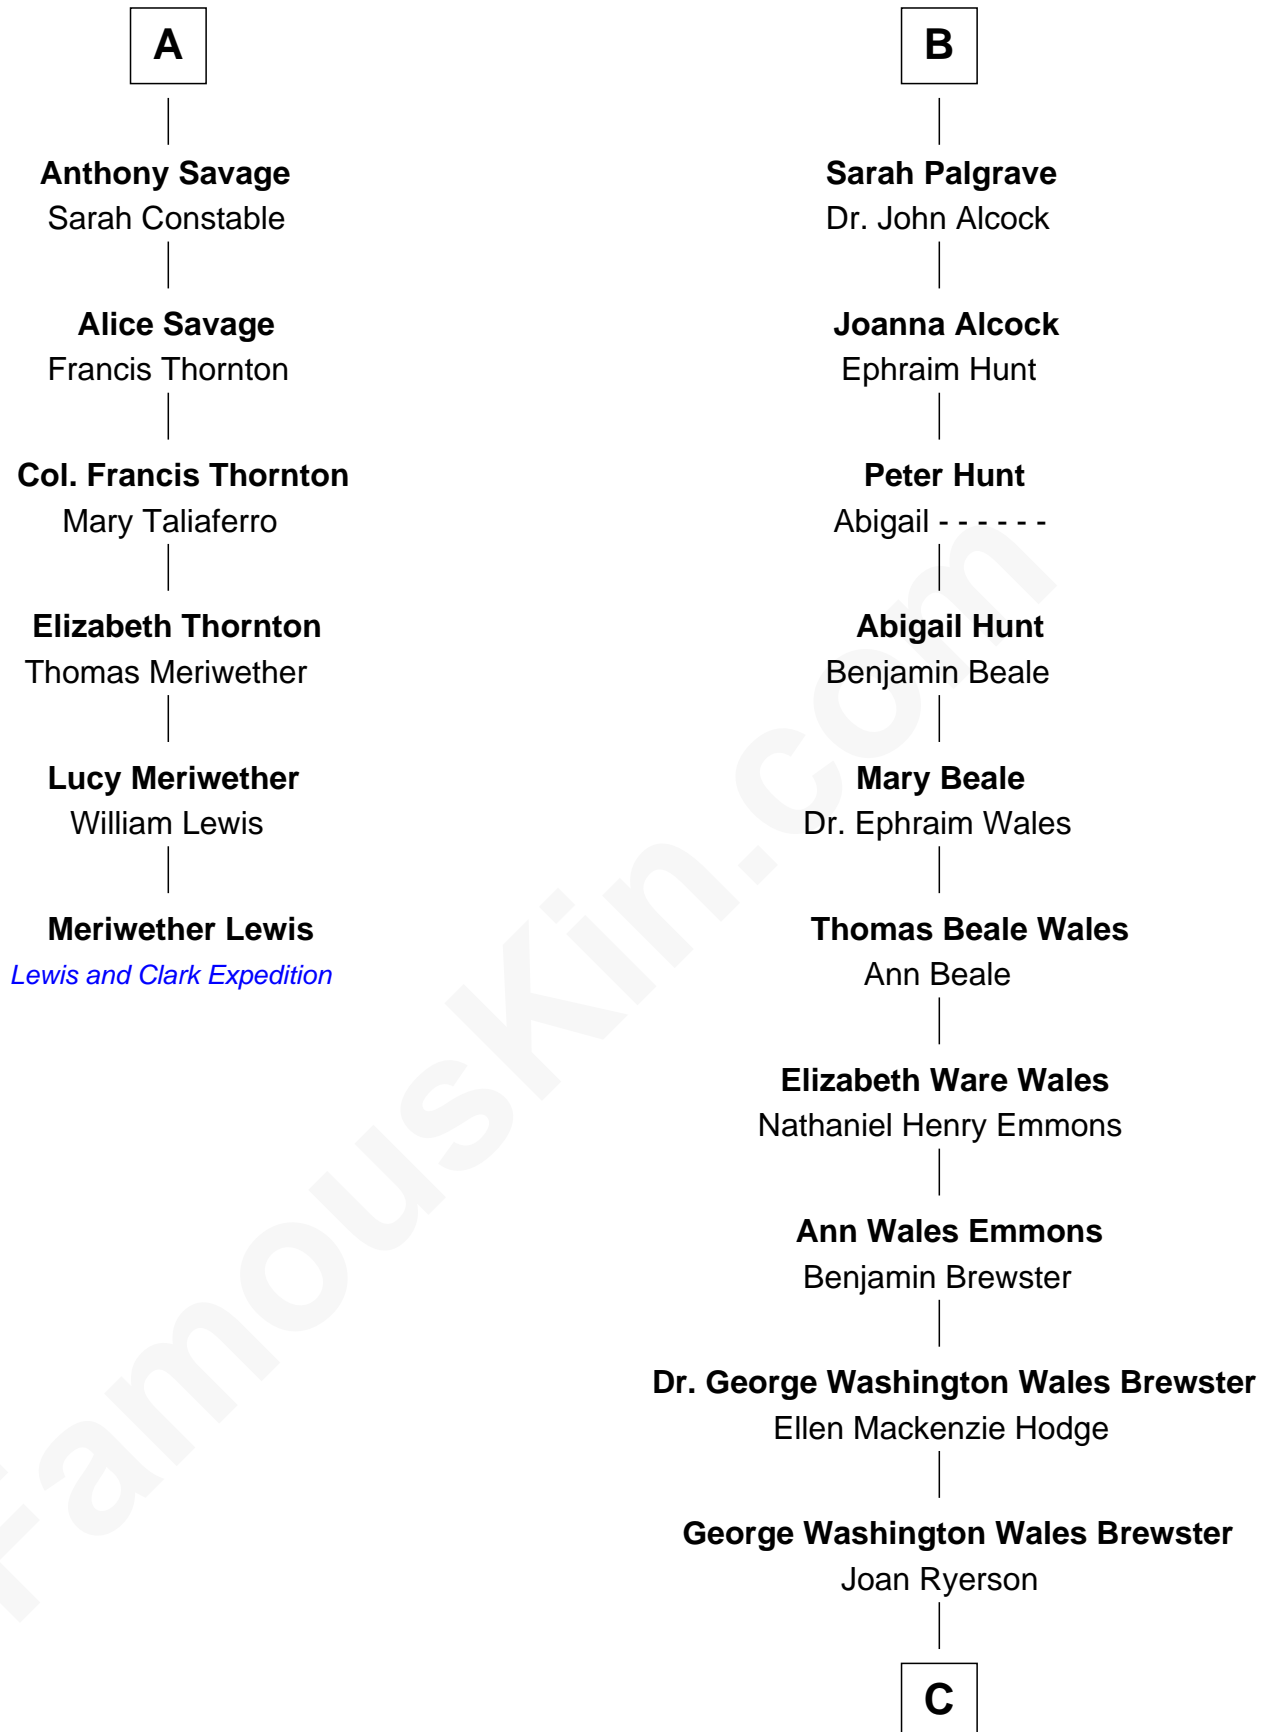 A
Anthony Savage
Sarah Constable
Alice Savage
Francis Thornton
Col. Francis Thornton
Mary Taliaferro
Elizabeth Thornton
Thomas Meriwether
Lucy Meriwether
William Lewis
Meriwether Lewis
Lewis and Clark Expedition
B
Sarah Palgrave
Dr. John Alcock
Joanna Alcock
Ephraim Hunt
Peter Hunt
Abigail - - - - - -
Abigail Hunt
Benjamin Beale
Mary Beale
Dr. Ephraim Wales
Thomas Beale Wales
Ann Beale
Elizabeth Ware Wales
Nathaniel Henry Emmons
Ann Wales Emmons
Benjamin Brewster
Dr. George Washington Wales Brewster
Ellen Mackenzie Hodge
George Washington Wales Brewster
Joan Ryerson
C
FamousKin.com